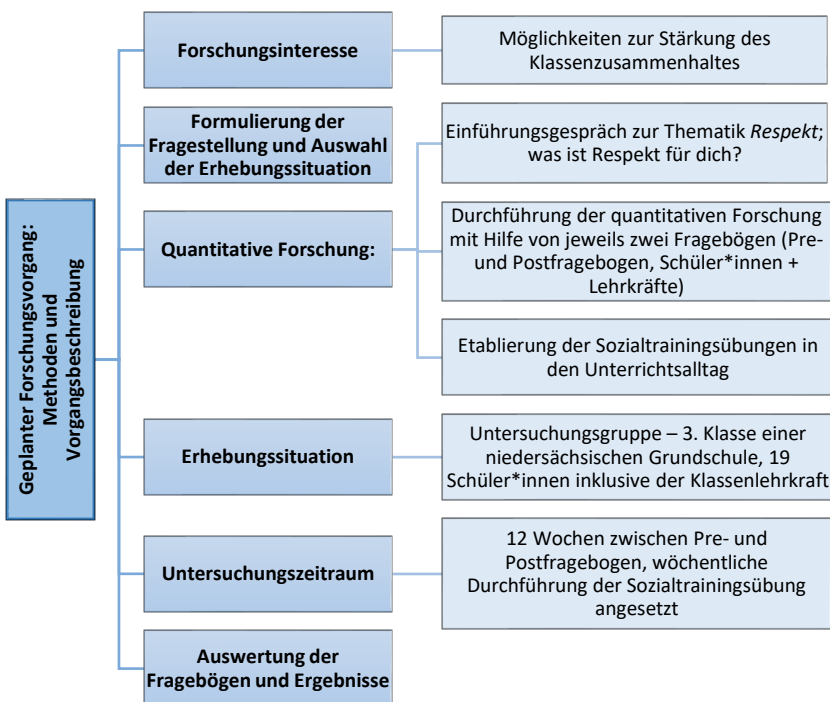 Geplanter Forschungsvorgang:
Methoden und
Vorgangsbeschreibung
Forschungsinteresse
Möglichkeiten zur Stärkung des
Klassenzusammenhaltes
Formulierung der
Fragestellung und Auswahl
der Erhebungssituation
Quantitative Forschung:
Einführungsgespräch zur Thematik Respekt;
was ist Respekt für dich?
Durchführung der quantitativen Forschung
mit Hilfe von jeweils zwei Fragebögen (Pre-
und Postfragebogen, Schüler*innen +
Lehrkräfte)
Etablierung der Sozialtrainingsübungen in
den Unterrichtsalltag
Erhebungssituation
Untersuchungsgruppe – 3. Klasse einer
niedersächsischen Grundschule, 19
Schüler*innen inklusive der Klassenlehrkraft
Untersuchungszeitraum
12 Wochen zwischen Pre- und
Postfragebogen, wöchentliche
Durchführung der Sozialtrainingsübung
angesetzt
Auswertung der
Fragebögen und Ergebnisse